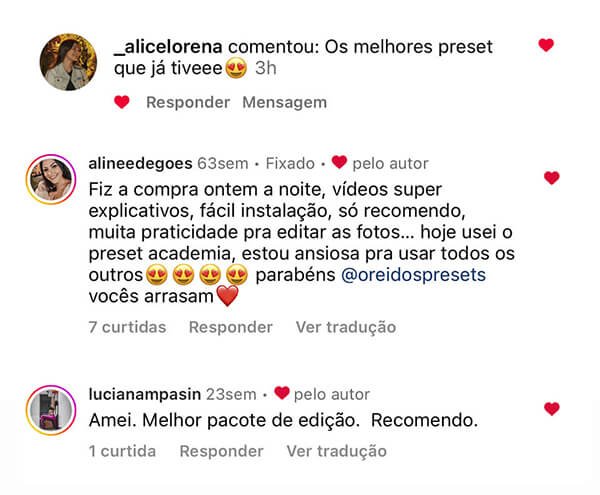 _alicelorena comentou: Os melhores preset
que já tiveee😍 3h
Responder Mensagem
alineedegoes 63sem • Fixado • ❤ pelo autor
Fiz a compra ontem a noite, vídeos super
explicativos, fácil instalação, só recomendo,
muita praticidade pra editar as fotos... hoje usei o
preset academia, estou ansiosa pra usar todos os
outros😍😍😍😍 parabéns @oreidospresets
vocês arrasam❤️
7 curtidas Responder Ver tradução
lucianampasin 23sem • ❤ pelo autor
Amei. Melhor pacote de edição. Recomendo.
1 curtida Responder Ver tradução